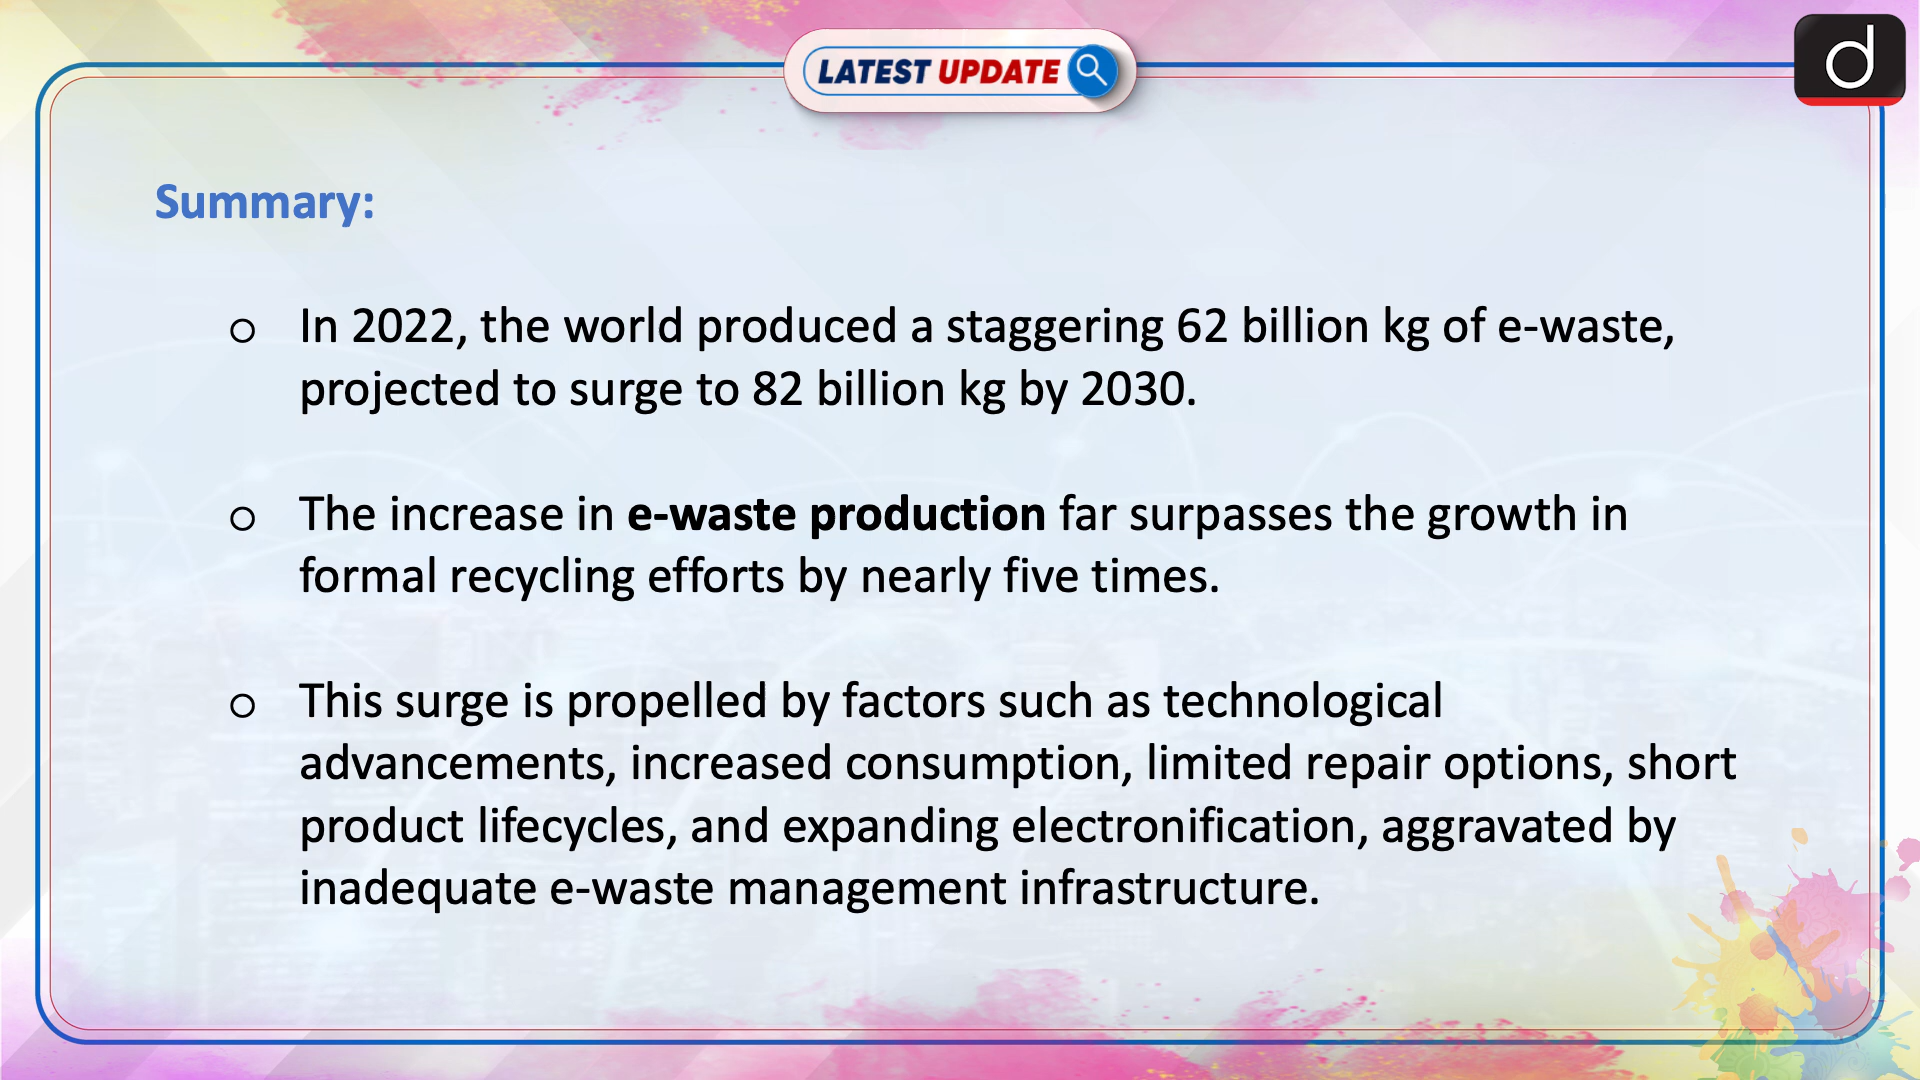 LATEST UPDATE
d
Summary:
o In 2022, the world produced a staggering 62 billion kg of e-waste,
projected to surge to 82 billion kg by 2030.
o The increase in e-waste production far surpasses the growth in
formal recycling efforts by nearly five times.
o This surge is propelled by factors such as technological
advancements, increased consumption, limited repair options, short
product lifecycles, and expanding electronification, aggravated by
inadequate e-waste management infrastructure.